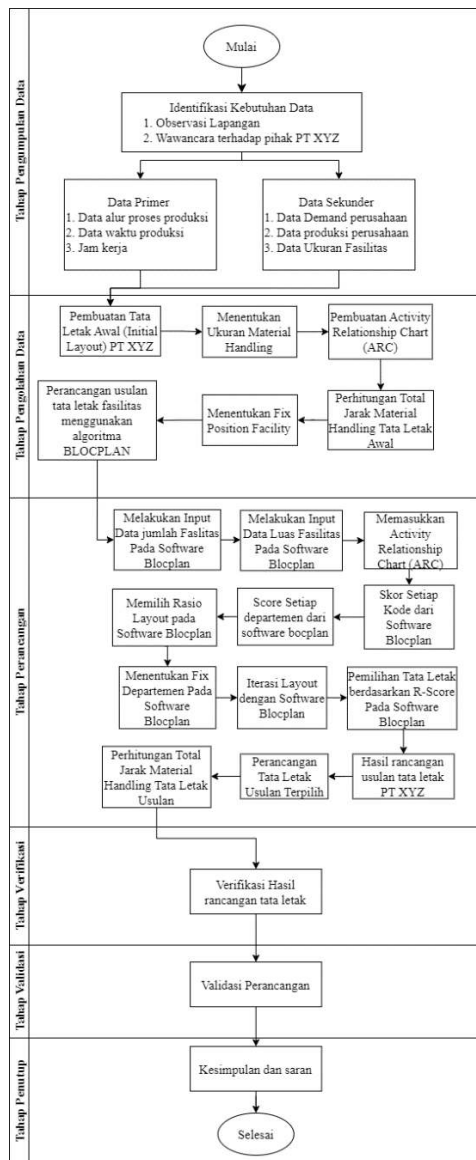 Tahap Pengumpulan Data
Mulai
Identifikasi Kebutuhan Data
1. Observasi Lapangan
2. Wawancara terhadap pihak PT XYZ
Data Primer
1. Data alur proses produksi
2. Data waktu produksi
3. Jam kerja
Data Sekunder
1. Data Demand perusahaan
2. Data produksi perusahaan
3. Data Ukuran Fasilitas
Tahap Pengolahan Data
Pembuatan Tata
Letak Awal (Initial
Layout) PT XYZ
Menentukan
Ukuran Material
Handling
Pembuatan Activity
Relationship Chart
(ARC)
Perhitungan Total
Jarak Material
Handling Tata Letak
Awal
Menentukan Fix
Position Facility
Perancangan usulan
tata letak fasilitas
menggunakan
algoritma
BLOCPLAN
Tahap Perancangan
Melakukan Input
Data jumlah Faslitas
Pada Software
Blocplan
Melakukan Input
Data Luas Fasilitas
Pada Software
Blocplan
Memasukkan
Activity
Relationship
Chart (ARC)
Skor Setiap
Kode dari
Software
Blocplan
Score Setiap
departemen dari
software bocplan
Memilih Rasio
Layout pada
Software Blocplan
Menentukan Fix
Departemen Pada
Software
Blocplan
Iterasi Layout
dengan Software
Blocplan
Pemilihan Tata Letak
berdasarkan R-Score
Pada Software
Blocplan
Hasil rancangan
usulan tata letak
PT XYZ
Perancangan
Tata Letak
Usulan Terpilih
Perhitungan Total
Jarak Material
Handling Tata Letak
Usulan
Tahap Verifikasi
Verifikasi Hasil
rancangan tata letak
Tahap Validasi
Validasi Perancangan
Tahap Penutup
Kesimpulan dan saran
Selesai